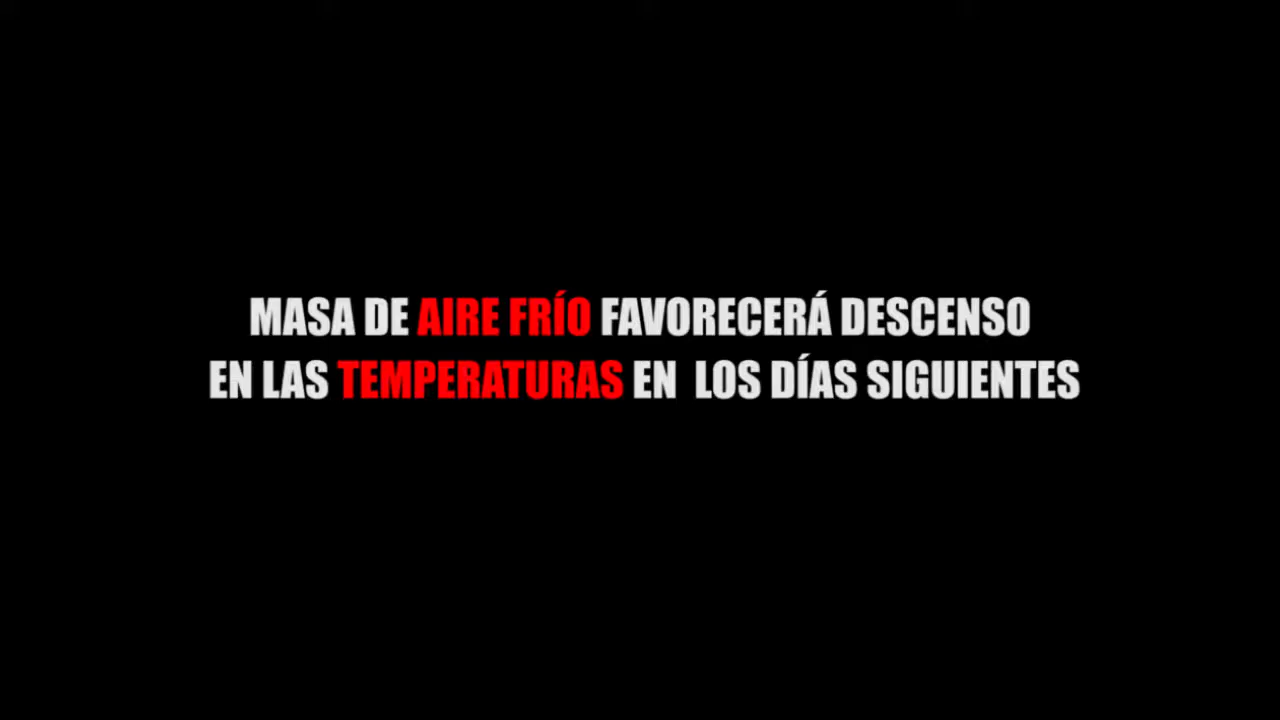 MASA DE AIRE FRÍO FAVORECERÁ DESCENSO
EN LAS TEMPERATURAS EN  LOS DÍAS SIGUIENTES